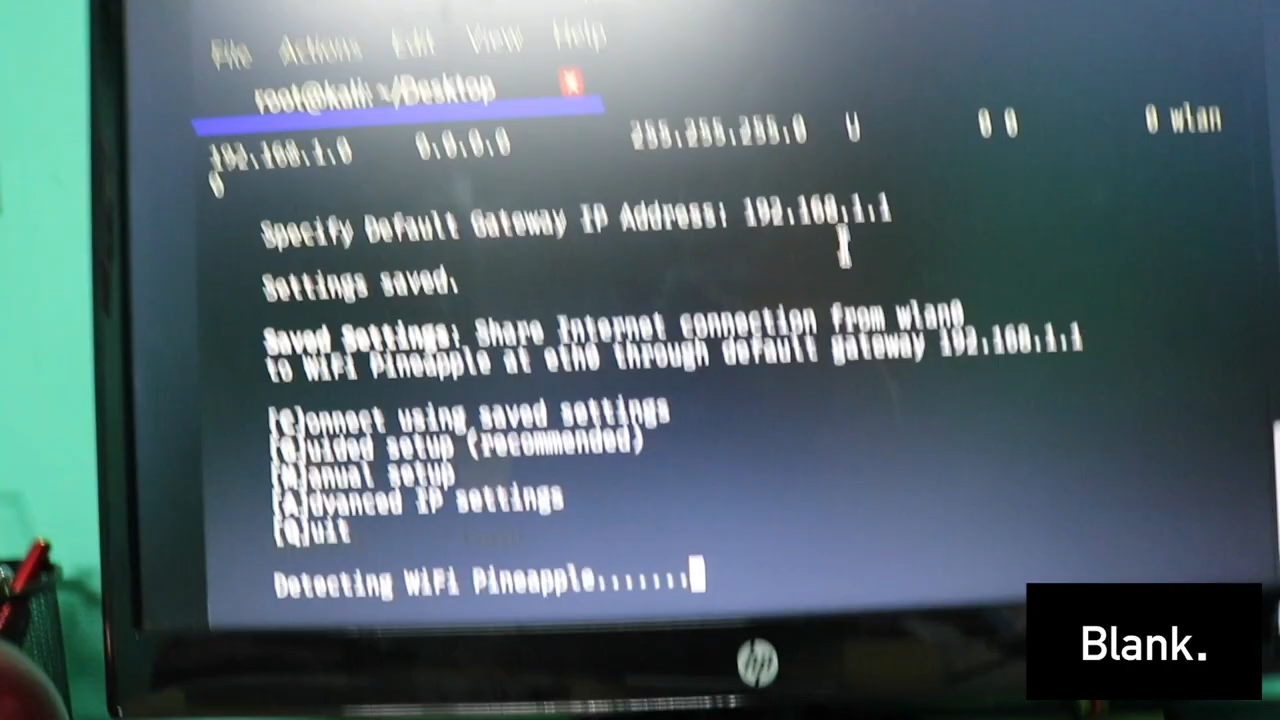 File Actions Edit View Help
root@kali: ~/Desktop
192.168.1.0 0.0.0.0 255.255.255.0 U 0 0 0 wlan
0
Specify Default Gateway IP Address: 192.168.1.1
Settings saved.
Saved Settings: Share Internet connection from wlan0
to WiFi Pineapple at eth0 through default gateway 192.168.1.1
[C]onnect using saved settings
[G]uided setup (recommended)
[M]anual setup
[A]dvanced IP settings
[Q]uit
Detecting WiFi Pineapple.......
hp
Blank.